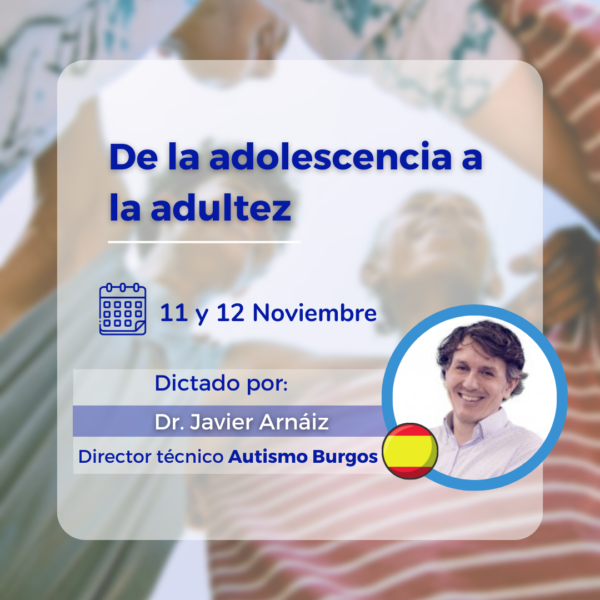 De la adolescencia a
la adultez
11 y 12 Noviembre
Dictado por:
Dr. Javier Arnáiz
Director técnico Autismo Burgos